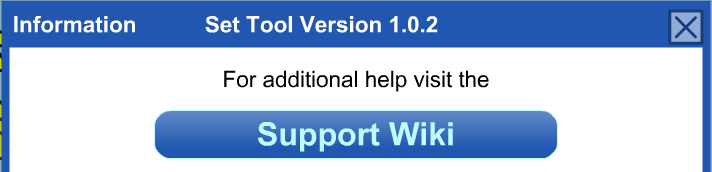 Information Set Tool Version 1.0.2
For additional help visit the
Support Wiki